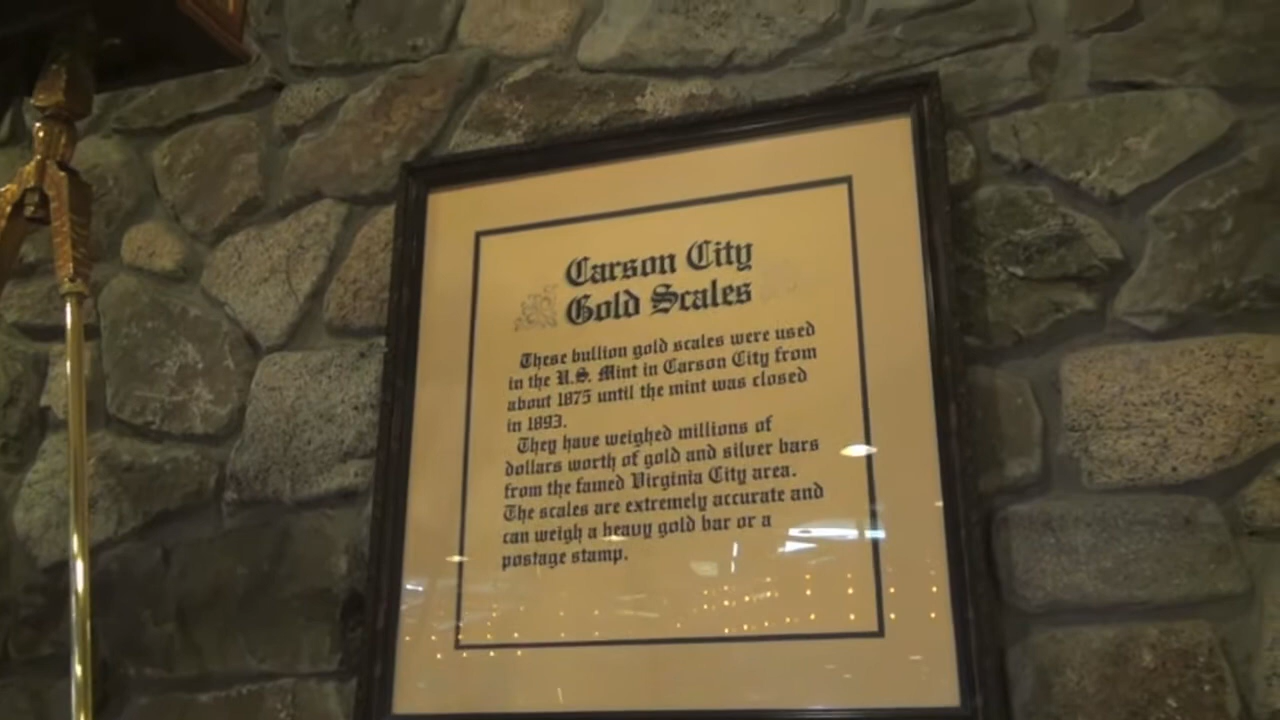 Carson City
Gold Scales
These bullion gold scales were used
in the U.S. Mint in Carson City from
about 1875 until the mint was closed
in 1893.
They have weighed millions of
dollars worth of gold and silver bars
from the famed Virginia City area.
The scales are extremely accurate and
can weigh a heavy gold bar or a
postage stamp.